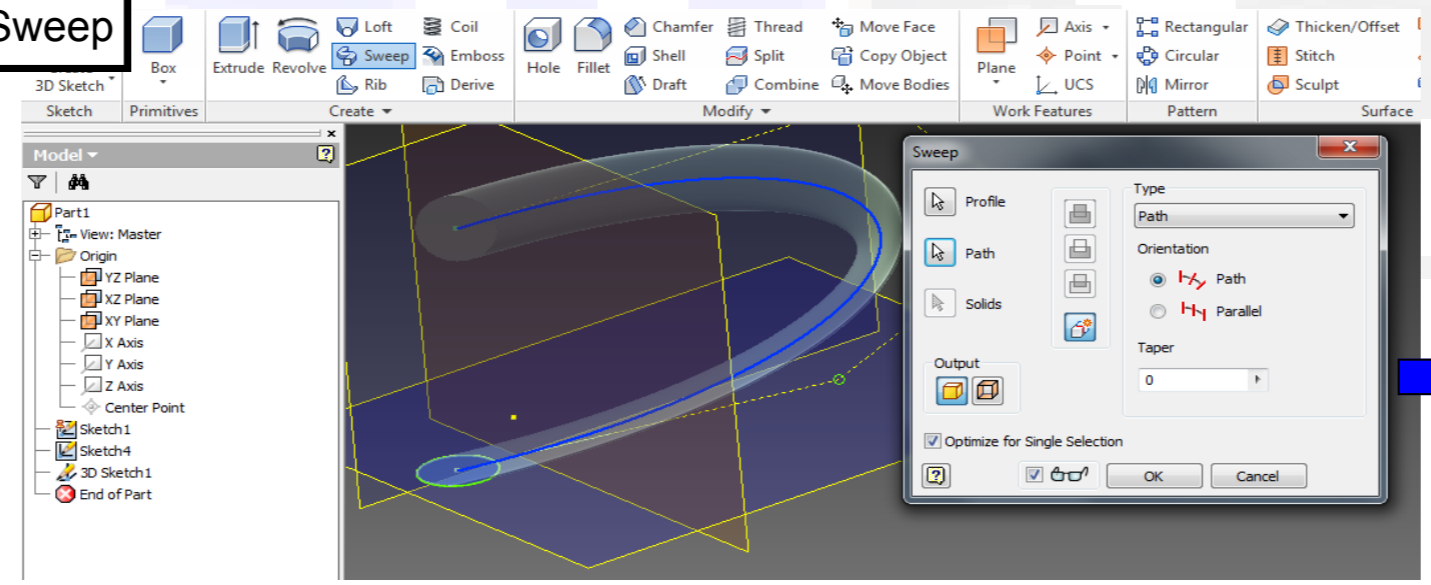 Sweep
Create
3D Sketch
Box
Extrude Revolve
Loft
Sweep
Rib
Coil
Emboss
Derive
Hole Fillet
Chamfer
Shell
Draft
Thread
Split
Combine
Move Face
Copy Object
Move Bodies
Plane
Axis
Point
UCS
Rectangular
Circular
Mirror
Thicken/Offset
Stitch
Sculpt
Sketch
Primitives
Create
Modify
Work Features
Pattern
Surface
Model
Part1
View: Master
Origin
YZ Plane
XZ Plane
XY Plane
X Axis
Y Axis
Z Axis
Center Point
Sketch1
Sketch4
3D Sketch1
End of Part
Sweep
Profile
Path
Solids
Output
Type
Path
Orientation
Path
Parallel
Taper
0
Optimize for Single Selection
OK
Cancel